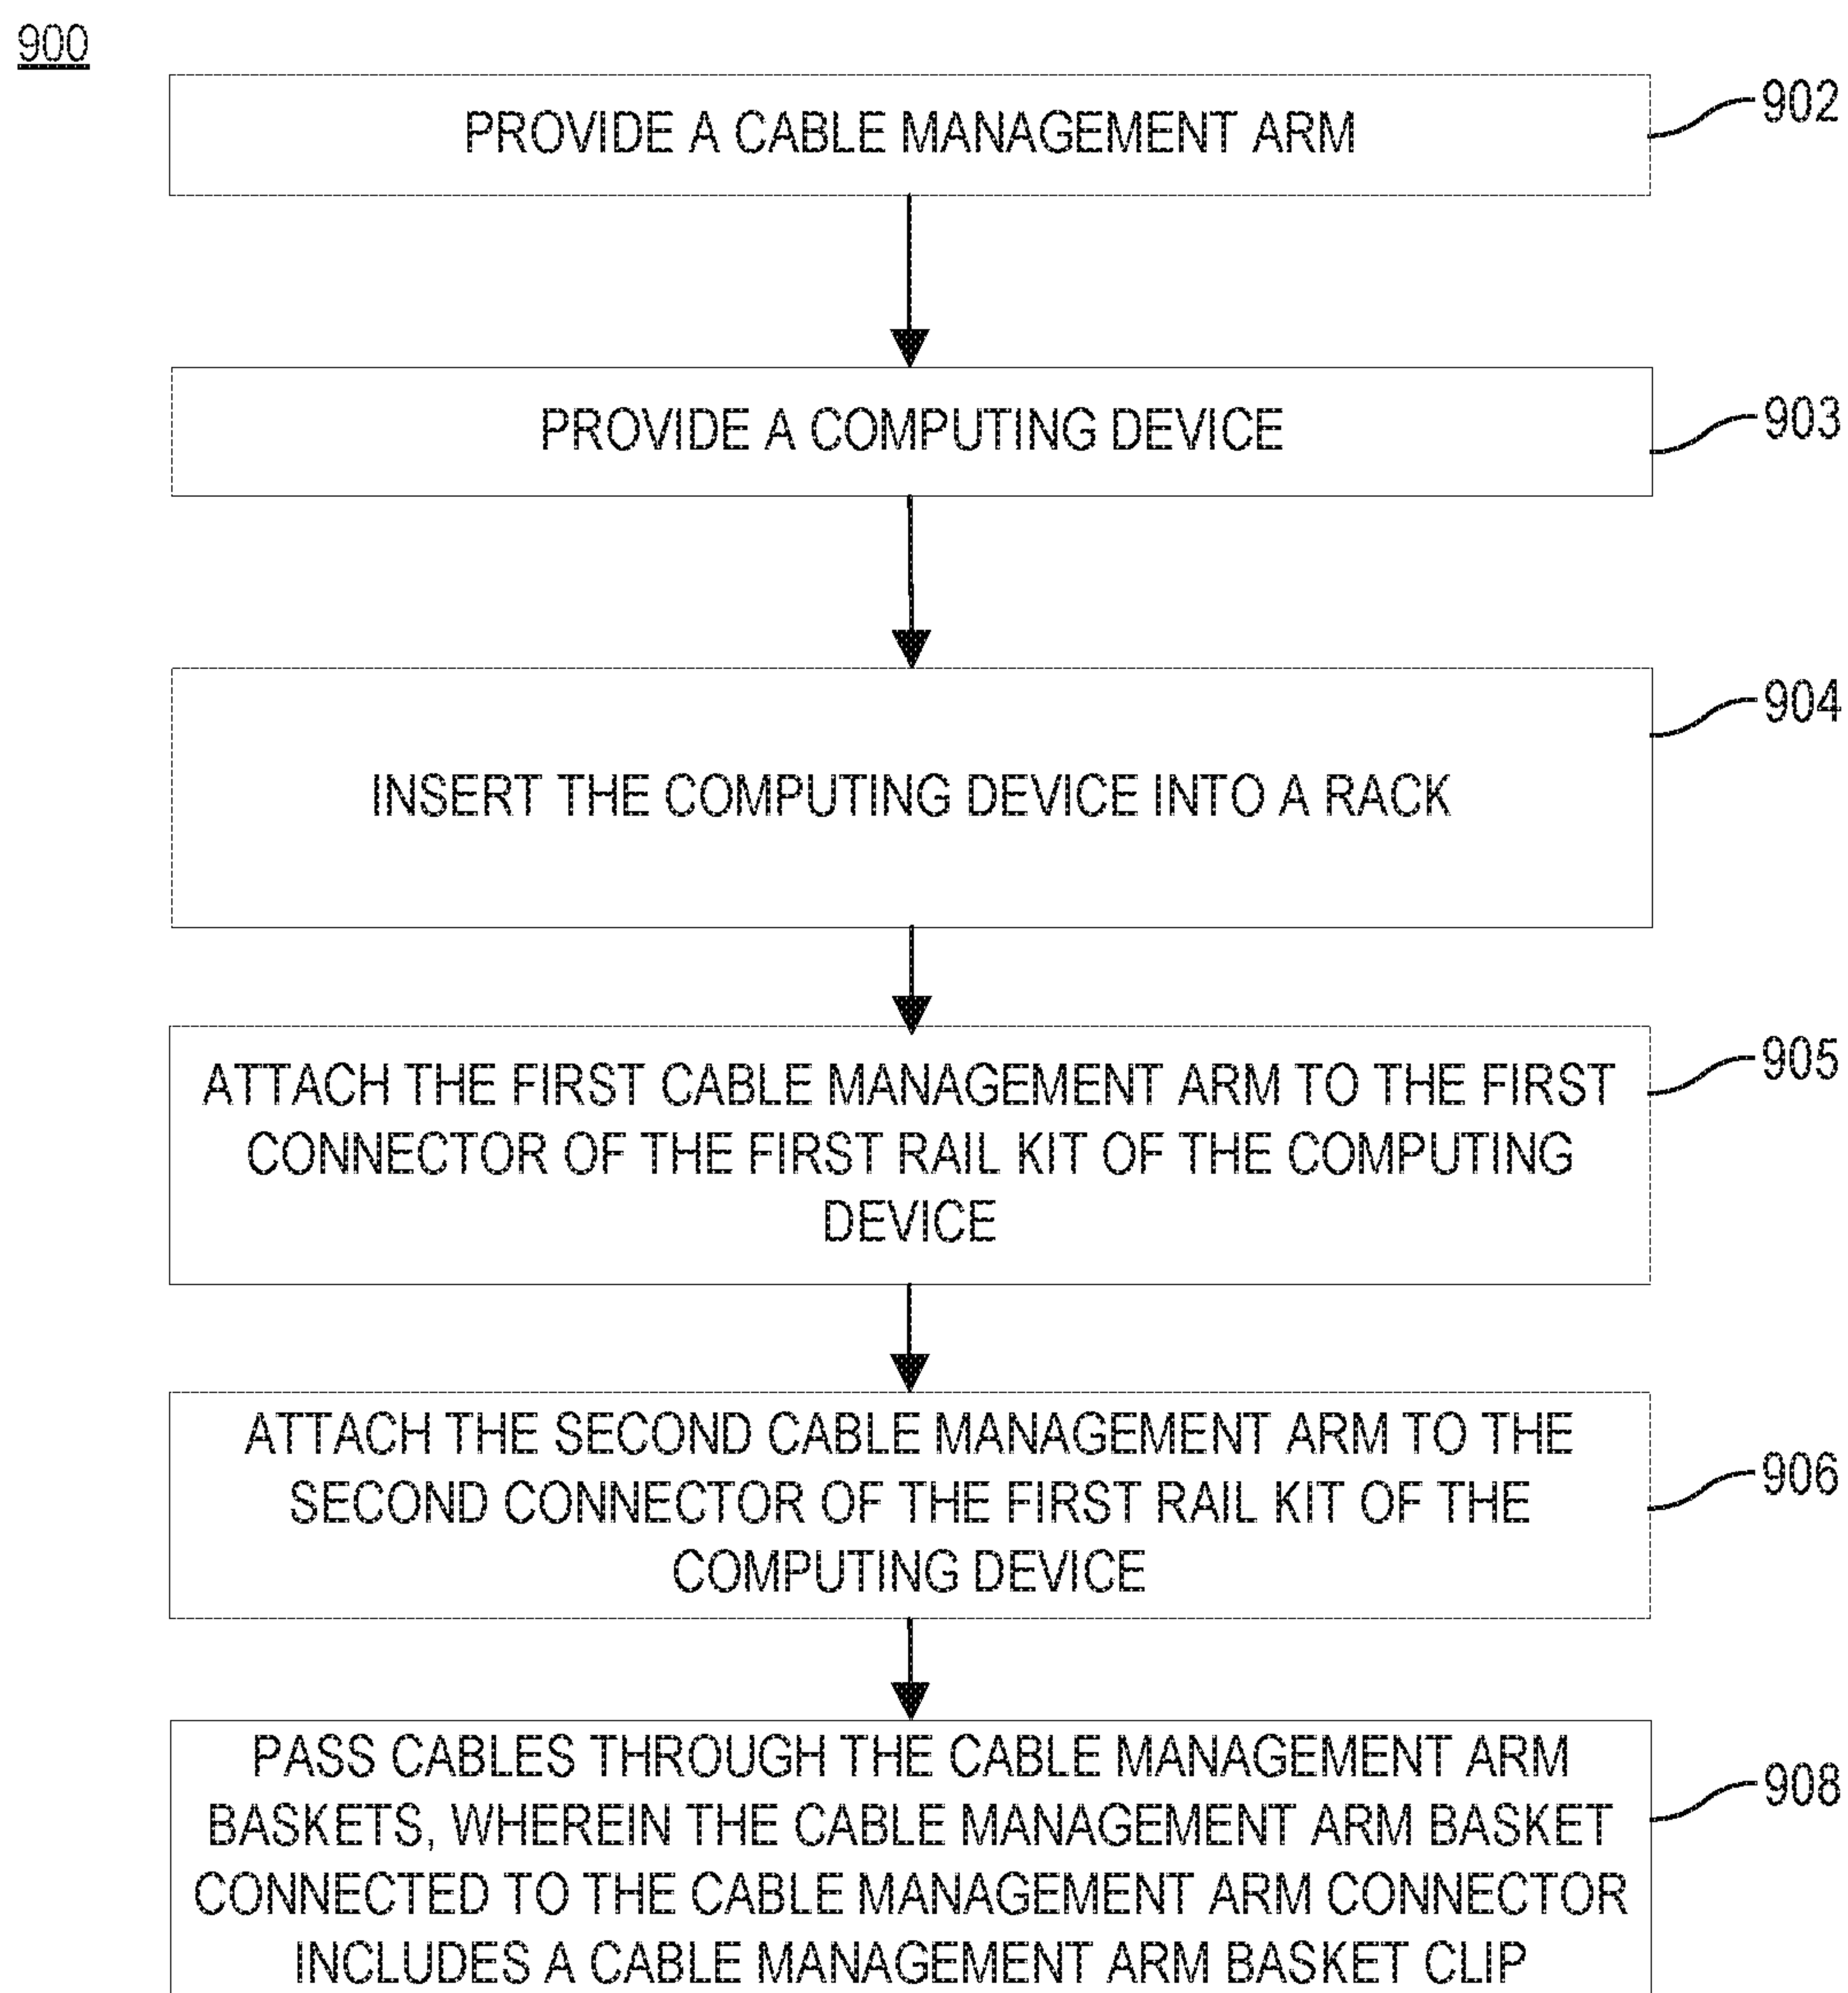 900
PROVIDE A CABLE MANAGEMENT ARM
902
PROVIDE A COMPUTING DEVICE
903
INSERT THE COMPUTING DEVICE INTO A RACK
904
ATTACH THE FIRST CABLE MANAGEMENT ARM TO THE FIRST
CONNECTOR OF THE FIRST RAIL KIT OF THE COMPUTING
DEVICE
905
ATTACH THE SECOND CABLE MANAGEMENT ARM TO THE
SECOND CONNECTOR OF THE FIRST RAIL KIT OF THE
COMPUTING DEVICE
906
PASS CABLES THROUGH THE CABLE MANAGEMENT ARM
BASKETS, WHEREIN THE CABLE MANAGEMENT ARM BASKET
CONNECTED TO THE CABLE MANAGEMENT ARM CONNECTOR
INCLUDES A CABLE MANAGEMENT ARM BASKET CLIP
908